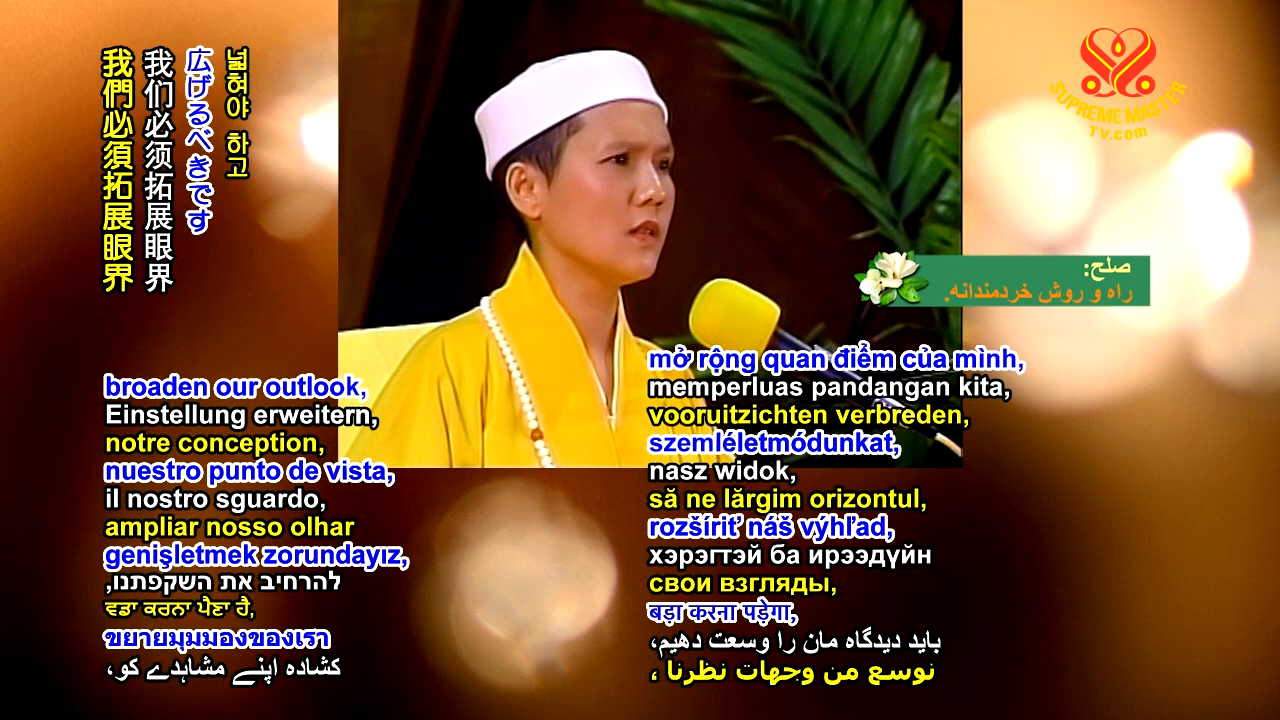 넓혀야 하고
広げるべきです
我们必须拓展眼界
我們必須拓展眼界
SUPREME MASTER
TV.com
صلح:
راه و روش خردمندانه.
broaden our outlook,
Einstellung erweitern,
notre conception,
nuestro punto de vista,
il nostro sguardo,
ampliar nosso olhar
genişletmek zorundayız,
להרחיב את השקפתנו,
ਵਡਾ ਕਰਨਾ ਪੈਣਾ ਹੈ,
ขยายมุมมองของเรา
کشادہ اپنے مشاہدے کو،
mở rộng quan điểm của mình,
memperluas pandangan kita,
vooruitzichten verbreden,
szemléletmódunkat,
nasz widok,
să ne lărgim orizontul,
rozšíriť náš výhľad,
хэрэгтэй ба ирээдүйн
свои взгляды,
बड़ा करना पड़ेगा,
باید دیدگاه مان را وسعت دهیم،
نوسع من وجهات نظرنا ،